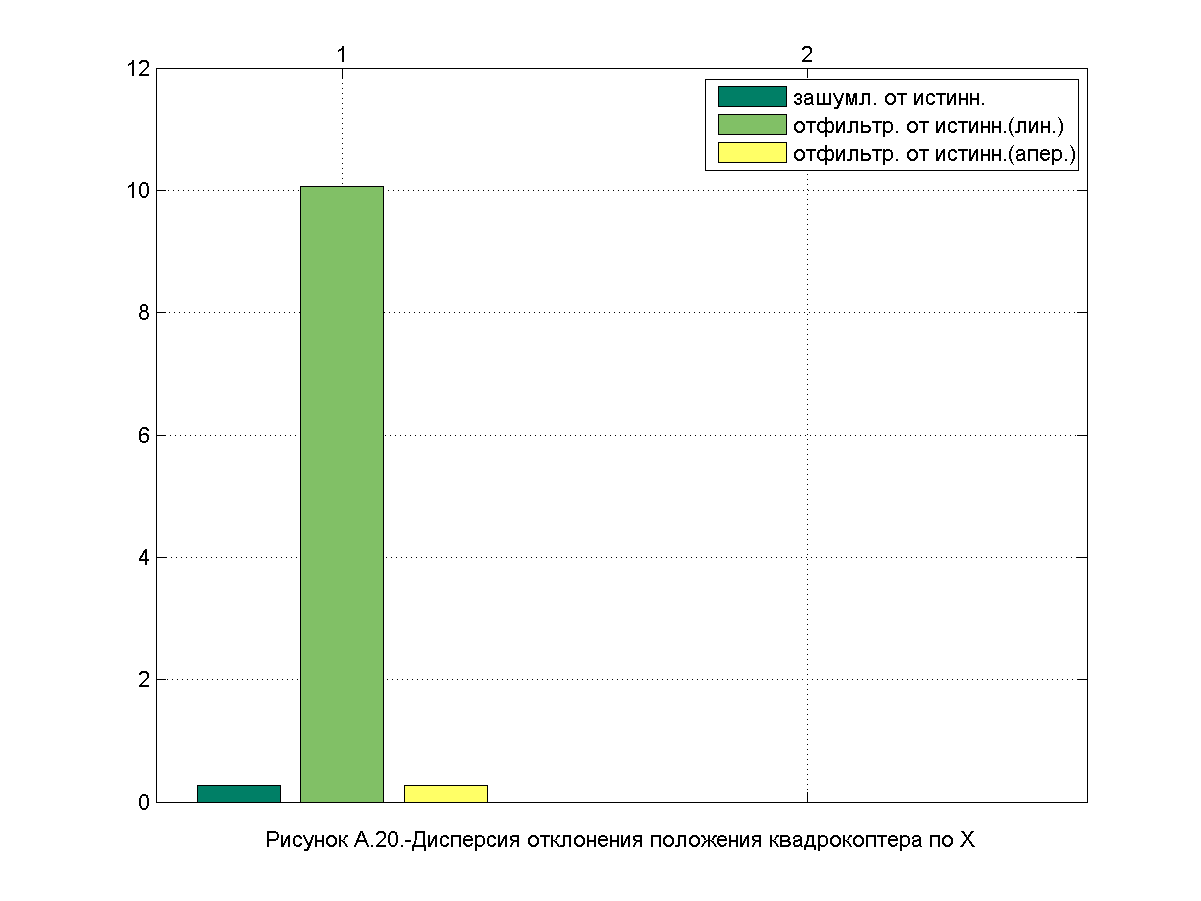 1 2
12
зашумл. от истинн.
отфильтр. от истинн.(лин.)
отфильтр. от истинн.(апер.)
10
8
6
4
2
0
Рисунок А.20.-Дисперсия отклонения положения квадрокоптера по X